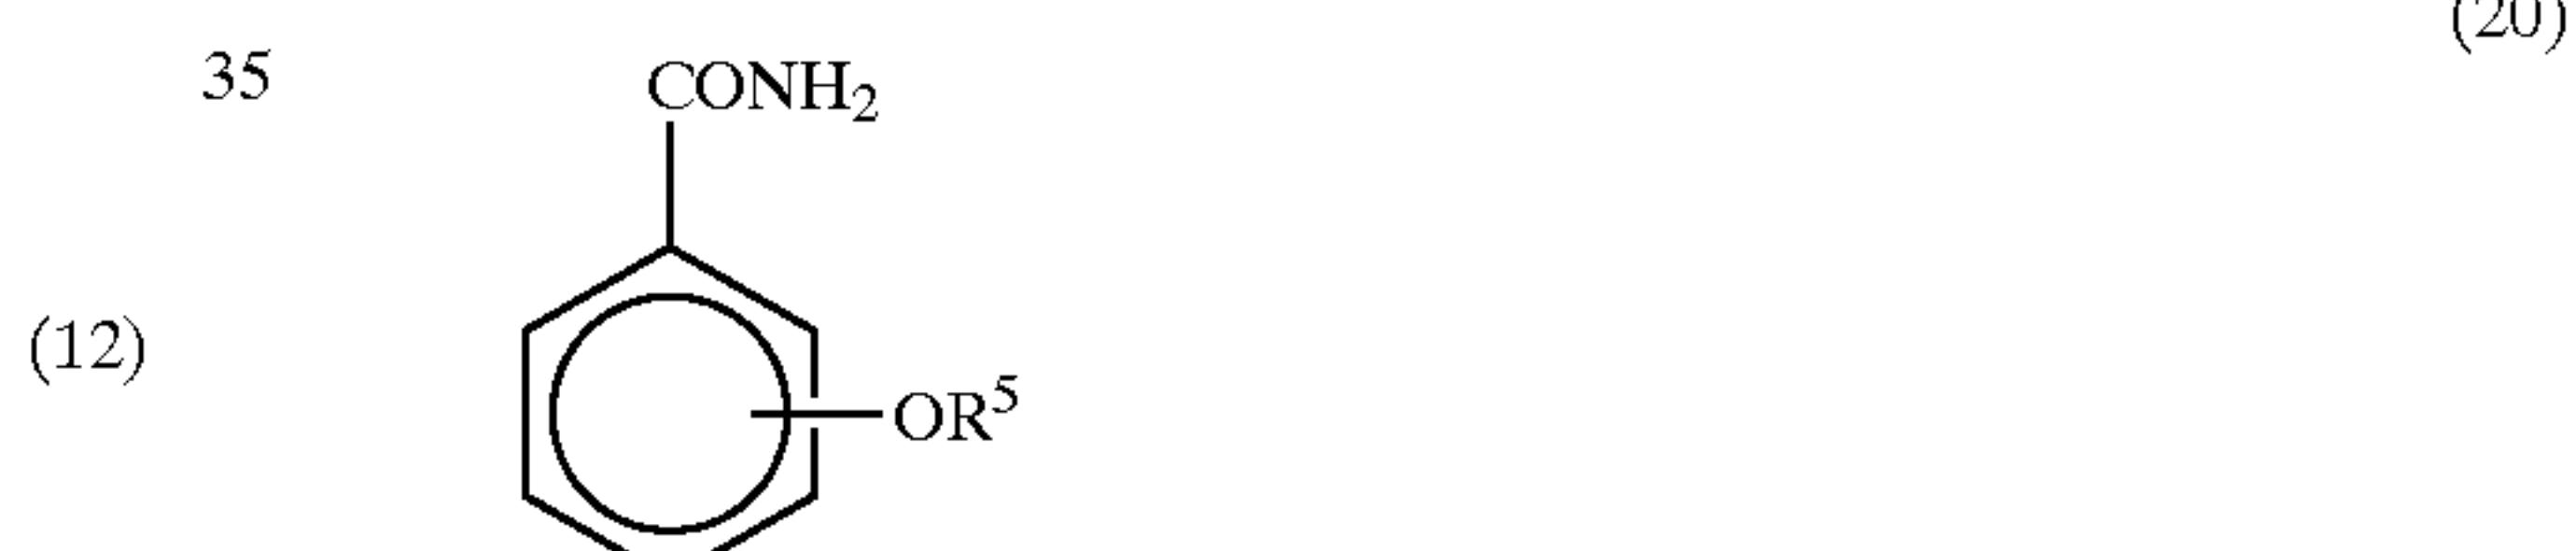 (20)
35
CONH₂
(12)
OR⁵